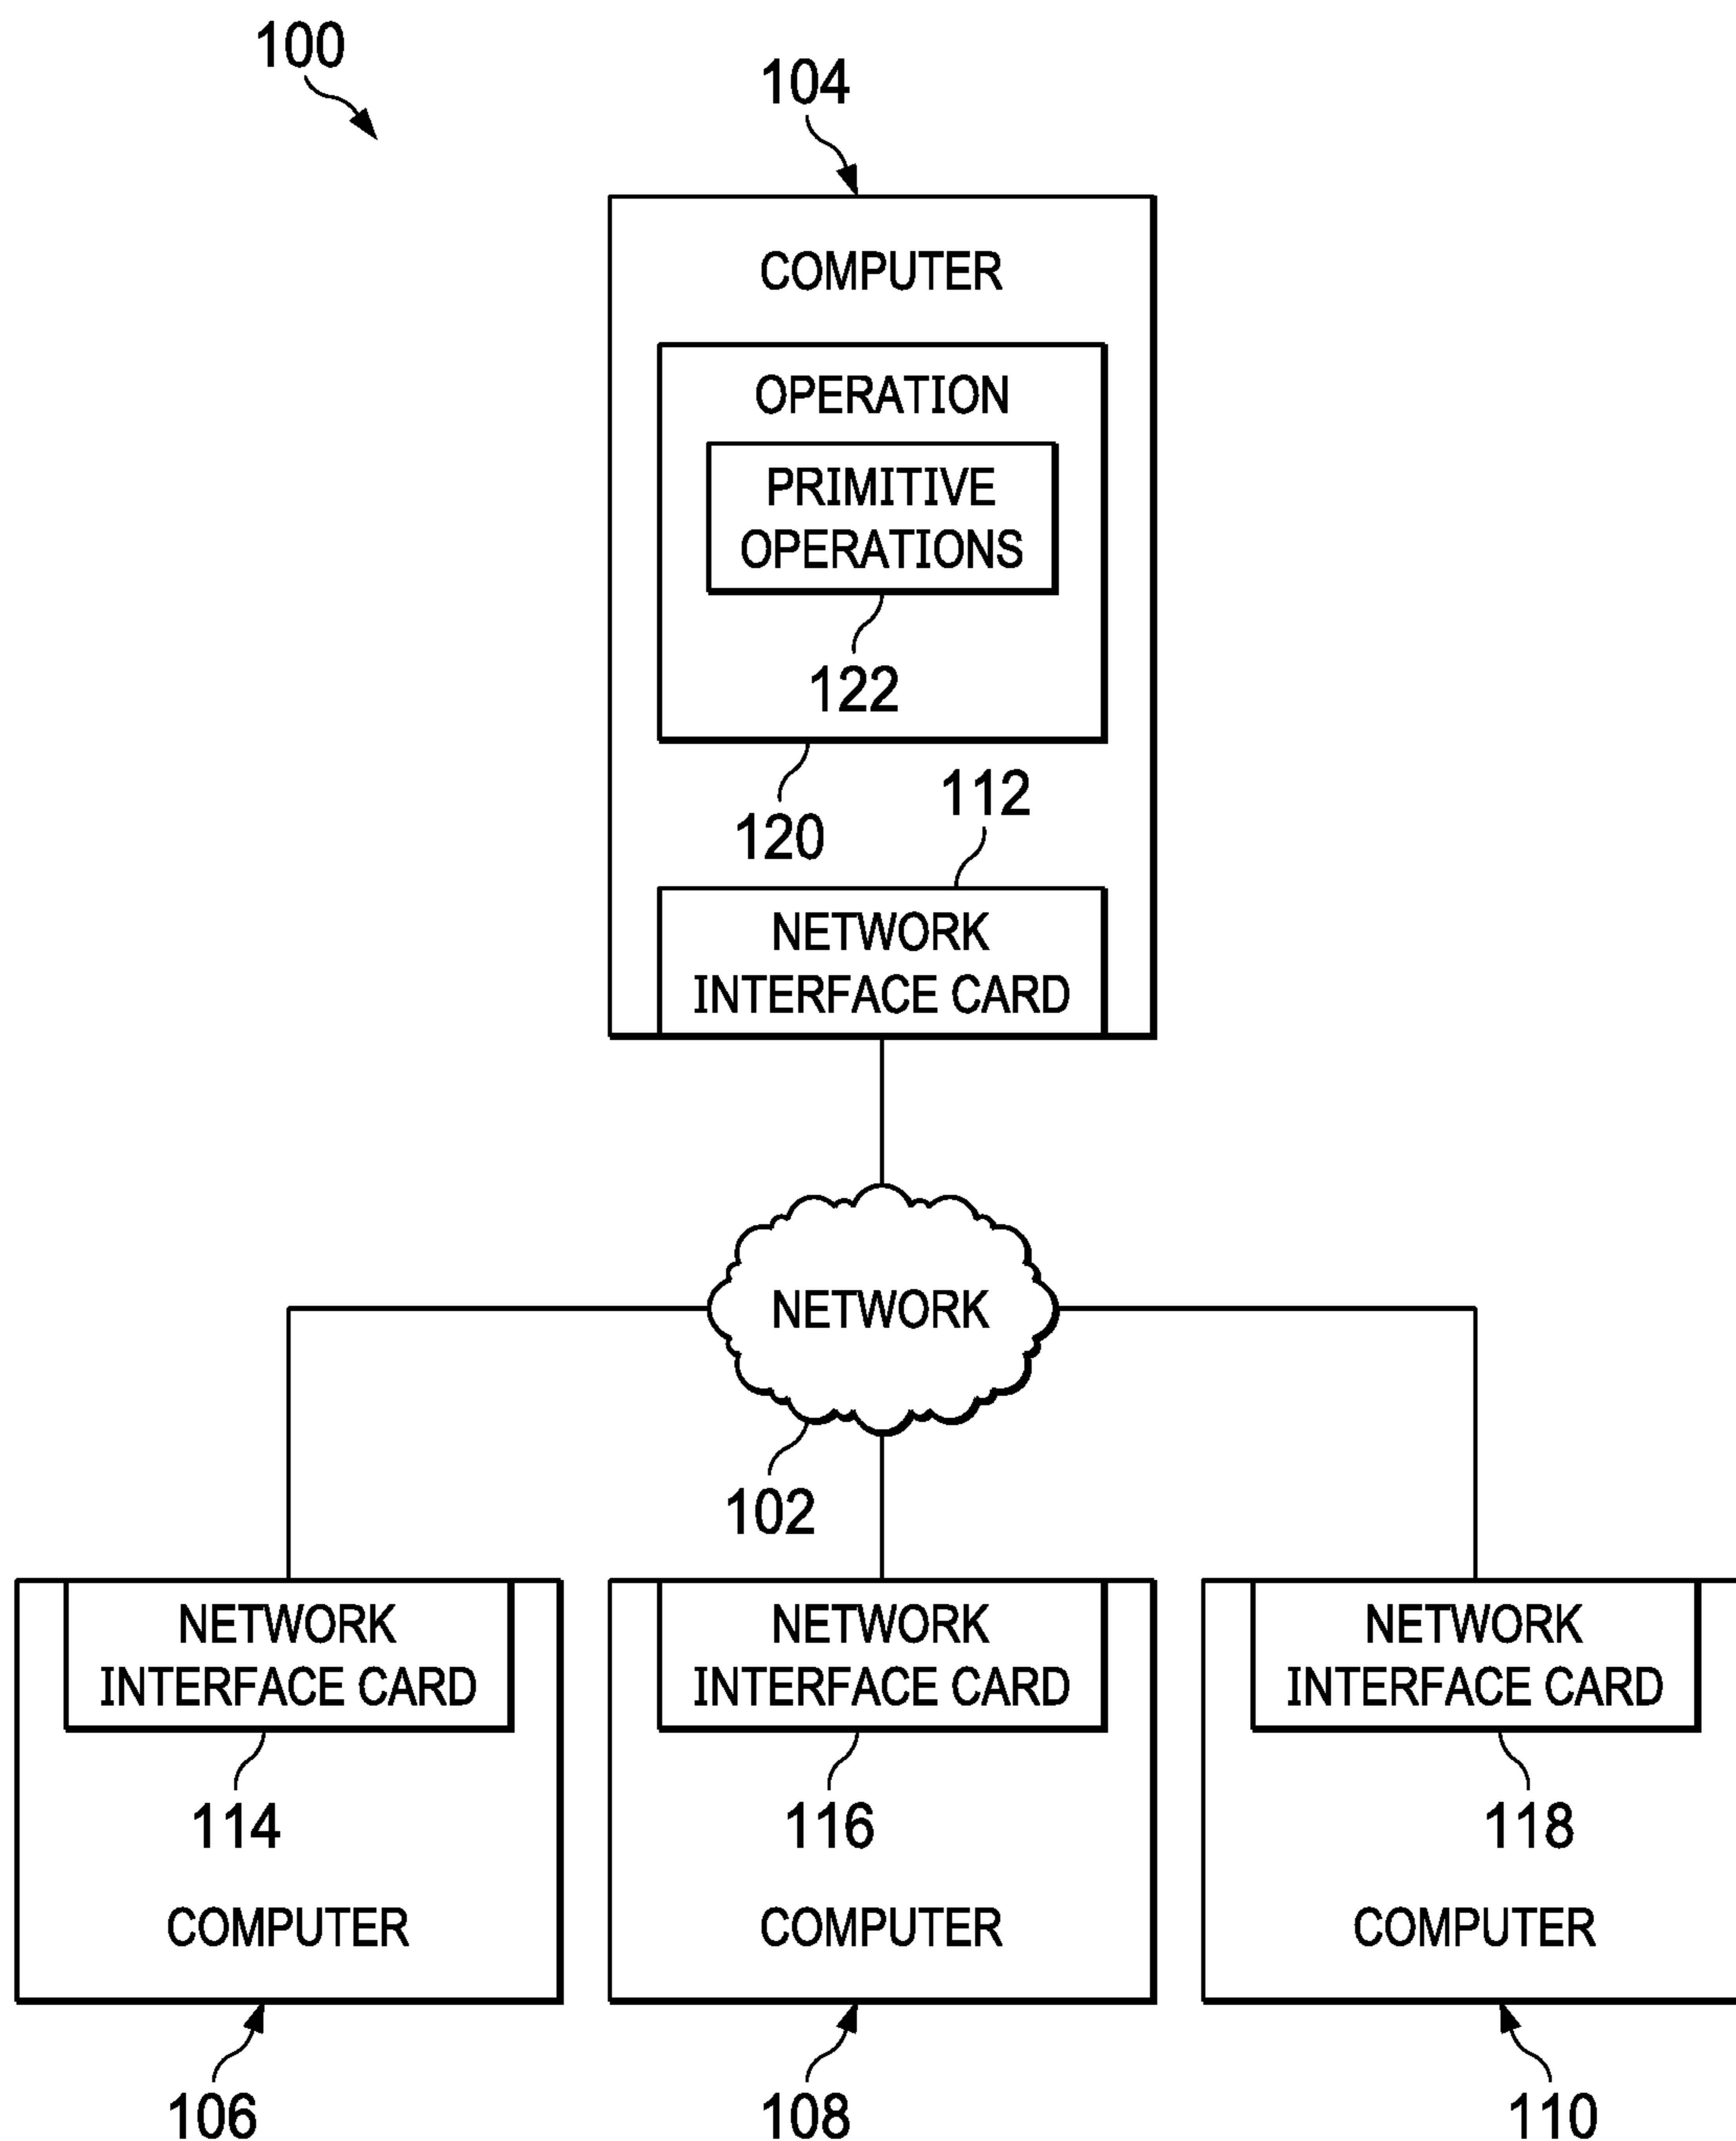 100
104
COMPUTER
OPERATION
PRIMITIVE
OPERATIONS
122
120
112
NETWORK
INTERFACE CARD
NETWORK
102
NETWORK
INTERFACE CARD
114
COMPUTER
106
NETWORK
INTERFACE CARD
116
COMPUTER
108
NETWORK
INTERFACE CARD
118
COMPUTER
110